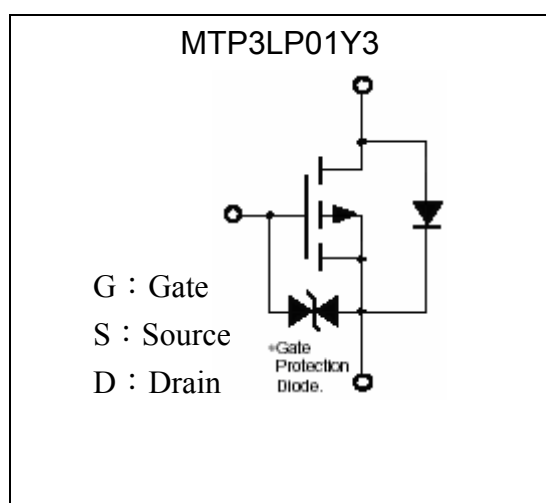 MTP3LP01Y3
G：Gate
S：Source
D：Drain
*Gate
Protection
Diode.